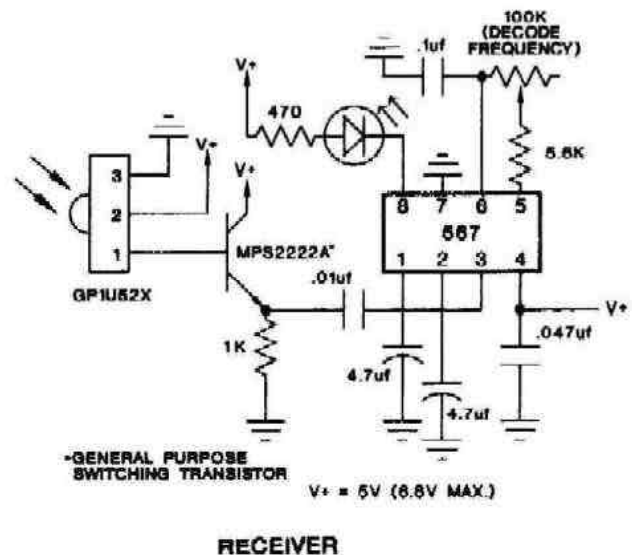 100K
(DECODE
FREQUENCY)
.1uf
V+
470
V+
5.6K
3
2
1
8
7
6
5
567
1
2
3
4
MPS2222A*
GP1U52X
.01uf
V+
.047uf
1K
4.7uf
4.7uf
*GENERAL PURPOSE
SWITCHING TRANSISTOR
V+ = 5V (6.8V MAX.)
V+
RECEIVER